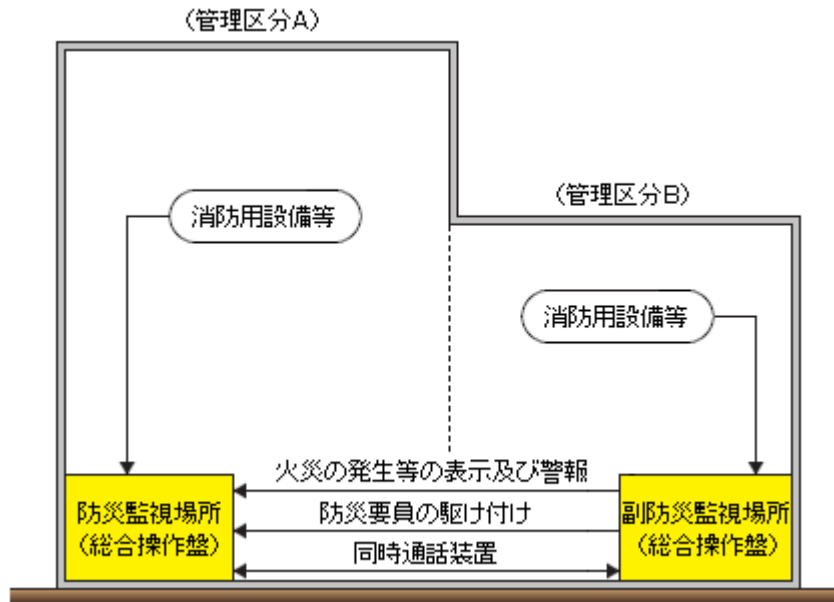 (管理区分A)
(管理区分B)
消防用設備等
消防用設備等
火災の発生等の表示及び警報
防災要員の駆け付け
同時通話装置
防災監視場所
(総合操作盤)
副防災監視場所
(総合操作盤)